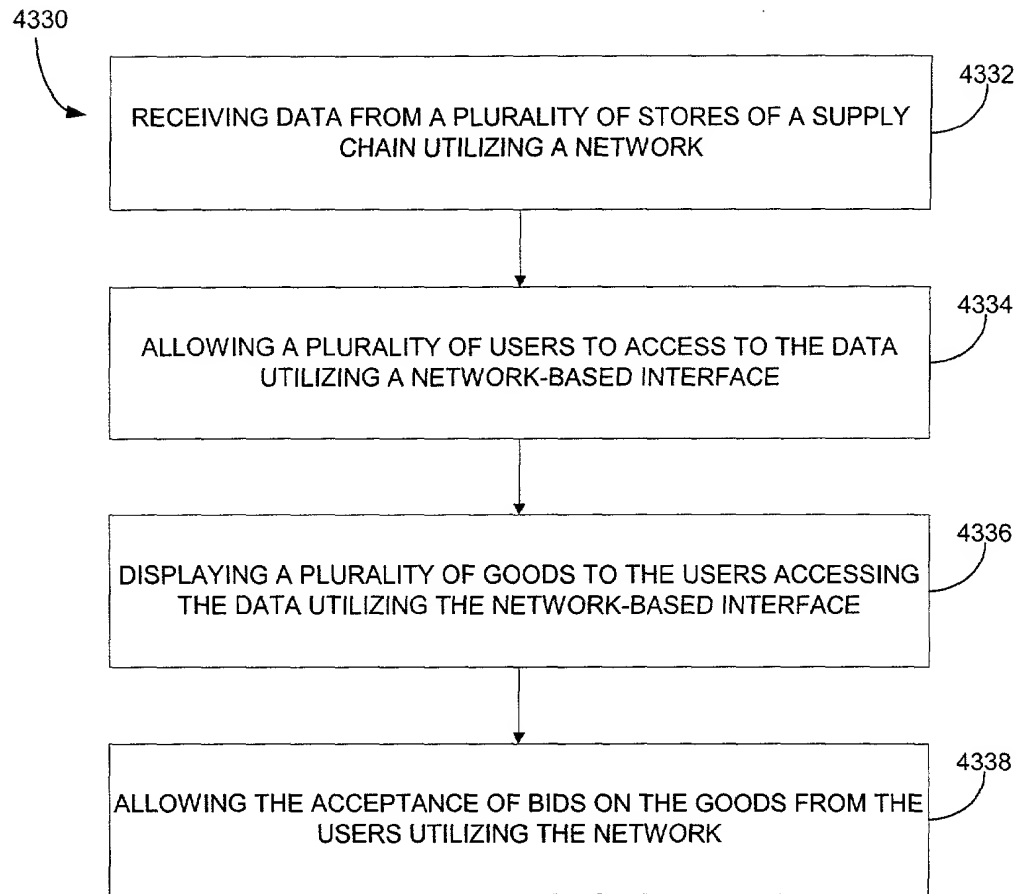 4330
4332
RECEIVING DATA FROM A PLURALITY OF STORES OF A SUPPLY
CHAIN UTILIZING A NETWORK
4334
ALLOWING A PLURALITY OF USERS TO ACCESS TO THE DATA
UTILIZING A NETWORK-BASED INTERFACE
4336
DISPLAYING A PLURALITY OF GOODS TO THE USERS ACCESSING
THE DATA UTILIZING THE NETWORK-BASED INTERFACE
4338
ALLOWING THE ACCEPTANCE OF BIDS ON THE GOODS FROM THE
USERS UTILIZING THE NETWORK